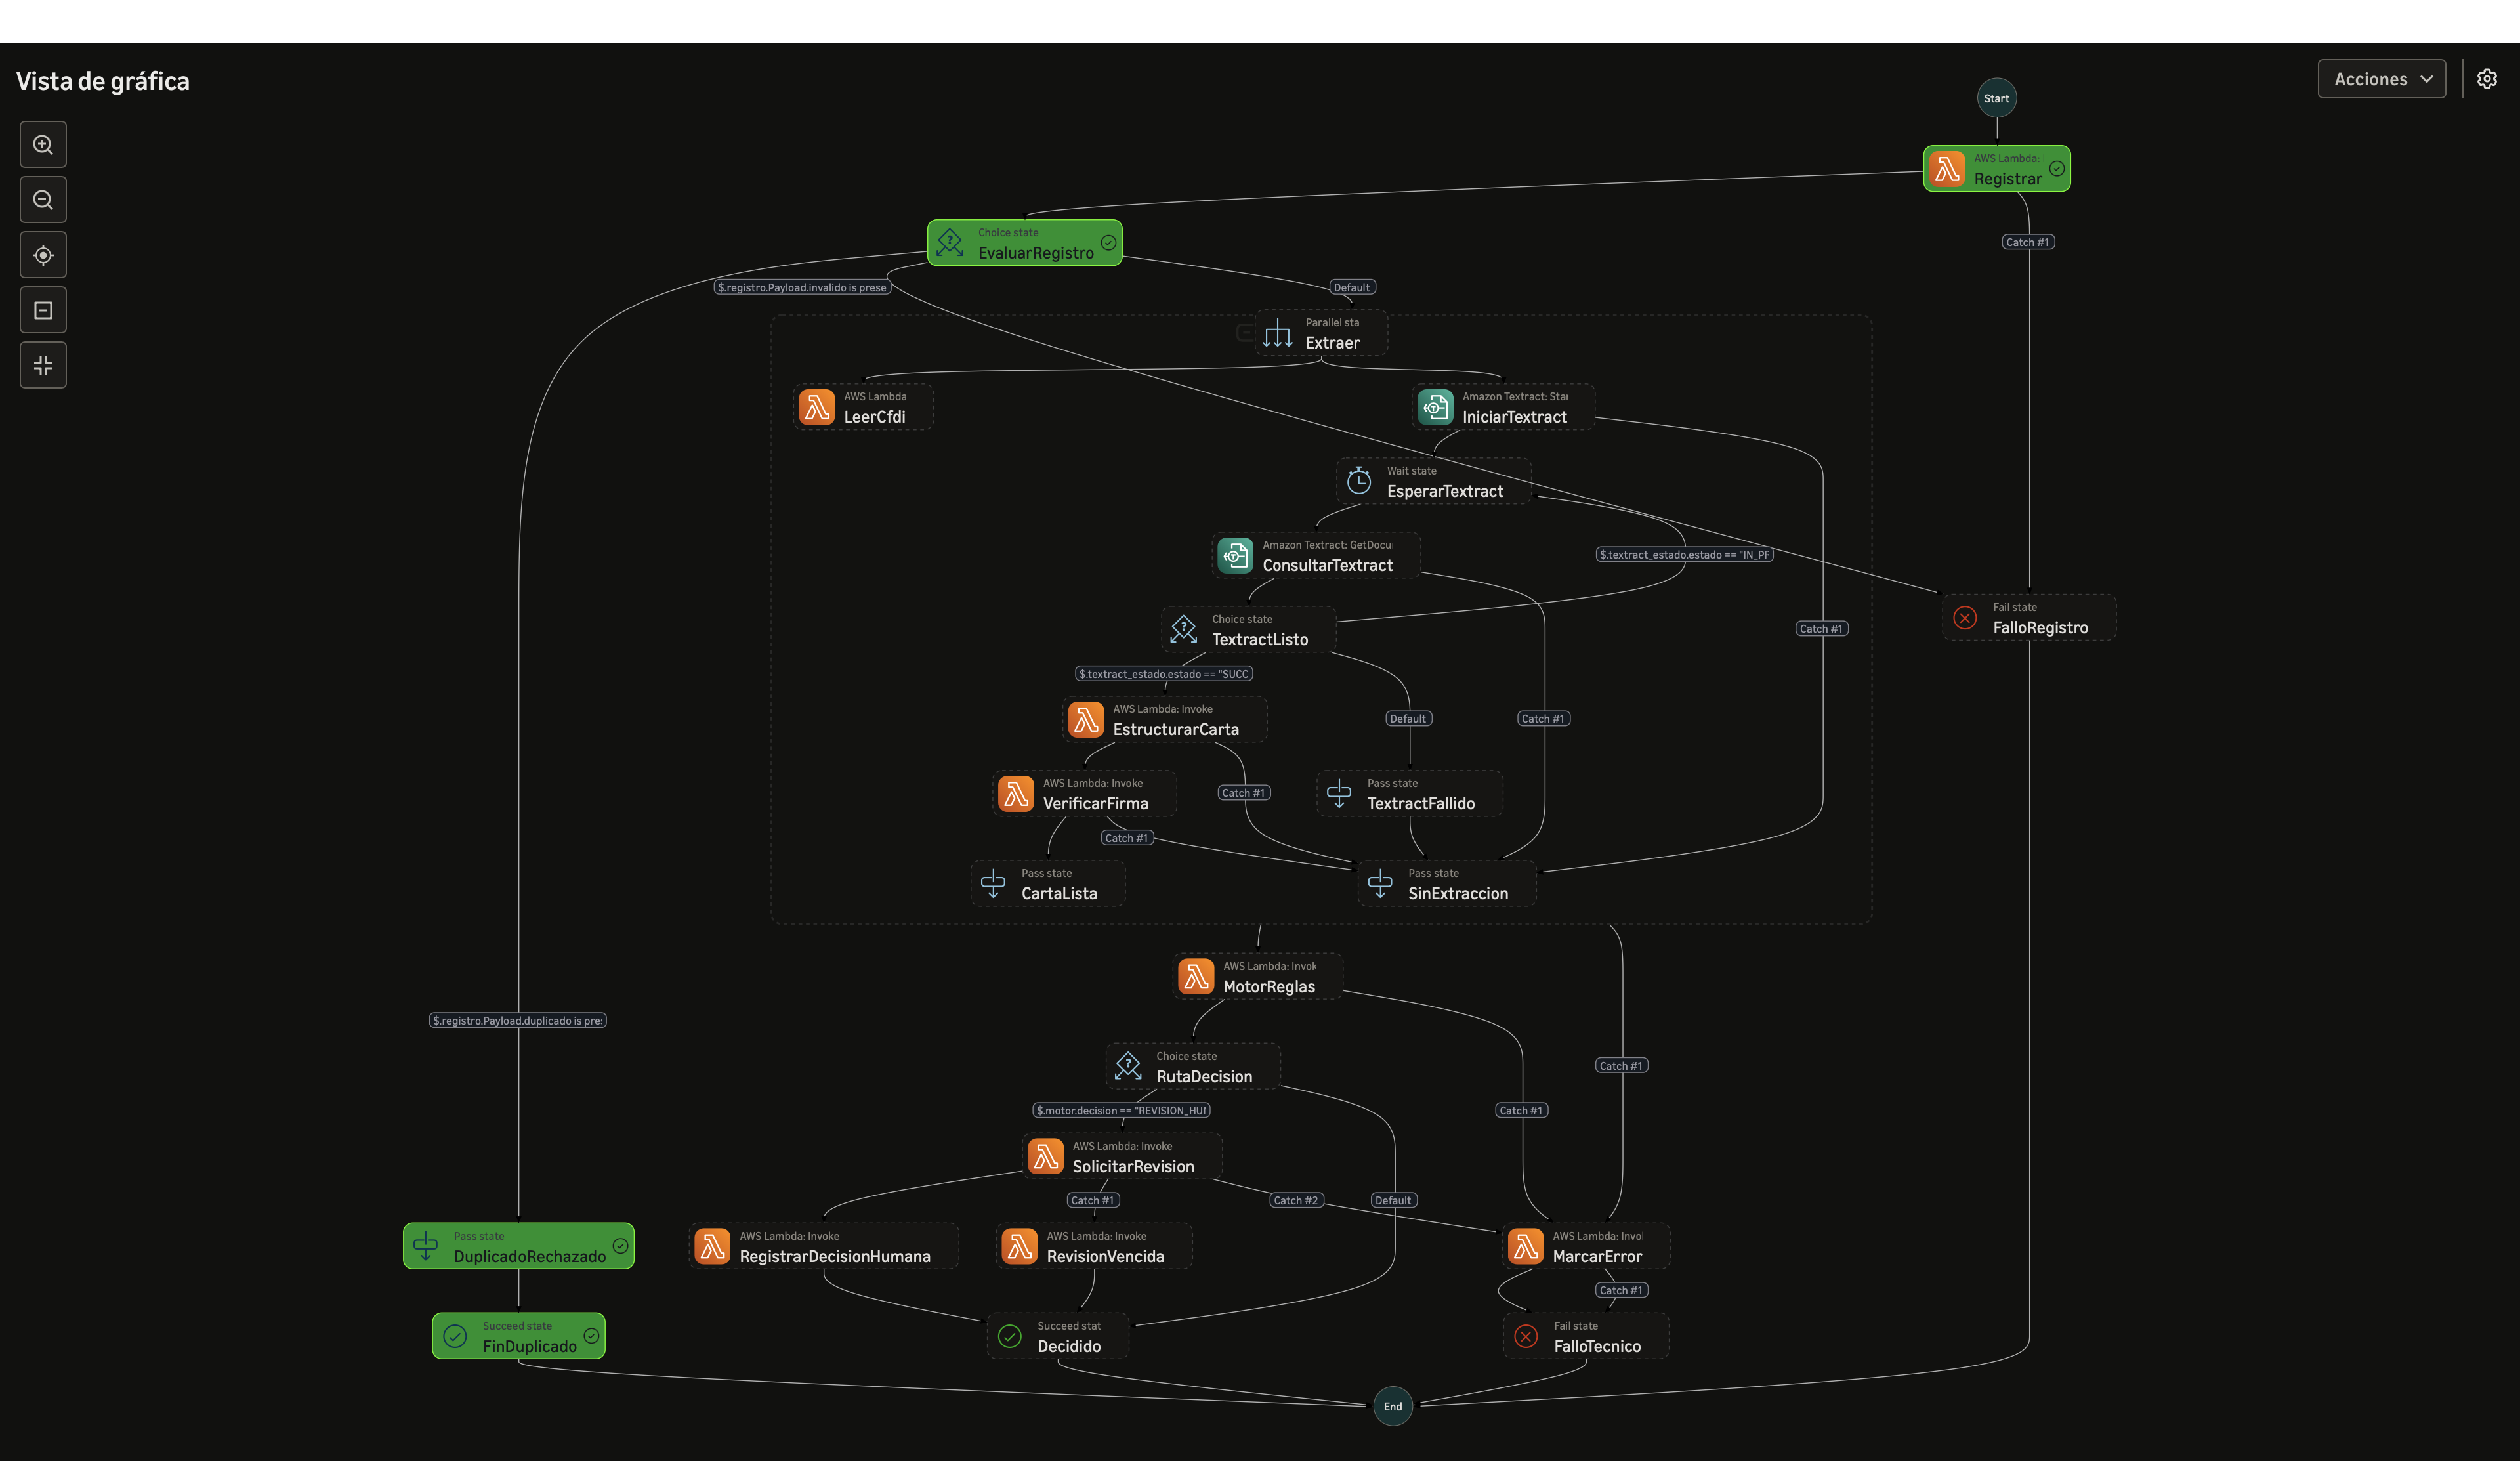 Vista de gráfica
Acciones
Start
AWS Lambda:
Registrar
Choice state
EvaluarRegistro
Catch #1
$.registro.Payload.invalido is prese
Default
Parallel sta
Extraer
AWS Lambda
LeerCfdi
Amazon Textract: Star
IniciarTextract
Wait state
EsperarTextract
Amazon Textract: GetDocu
ConsultarTextract
$.textract_estado.estado == "IN_PR
Choice state
TextractListo
Catch #1
Fail state
FalloRegistro
$.textract_estado.estado == "SUCC
AWS Lambda: Invoke
EstructurarCarta
Default
Catch #1
AWS Lambda: Invoke
VerificarFirma
Catch #1
Pass state
TextractFallido
Catch #1
Pass state
CartaLista
Pass state
SinExtraccion
AWS Lambda: Invok
MotorReglas
$.registro.Payload.duplicado is pres
Choice state
RutaDecision
Catch #1
$.motor.decision == "REVISION_HUM
Catch #1
AWS Lambda: Invoke
SolicitarRevision
Catch #1
Catch #2
Default
Pass state
DuplicadoRechazado
AWS Lambda: Invoke
RegistrarDecisionHumana
AWS Lambda: Invoke
RevisionVencida
AWS Lambda: Invo
MarcarError
Catch #1
Succeed state
FinDuplicado
Succeed stat
Decidido
Fail state
FalloTecnico
End